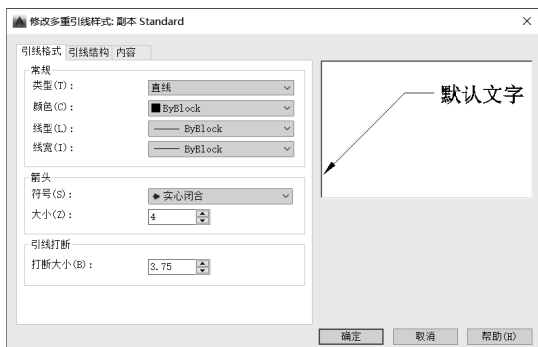 修改多重引线样式: 副本 Standard
引线格式 引线结构 内容
常规
类型(T): 直线
颜色(C): ByBlock
线型(L): ByBlock
线宽(I): ByBlock
箭头
符号(S): 实心闭合
大小(Z): 4
引线打断
打断大小(B): 3.75
默认文字
确定 取消 帮助(H)